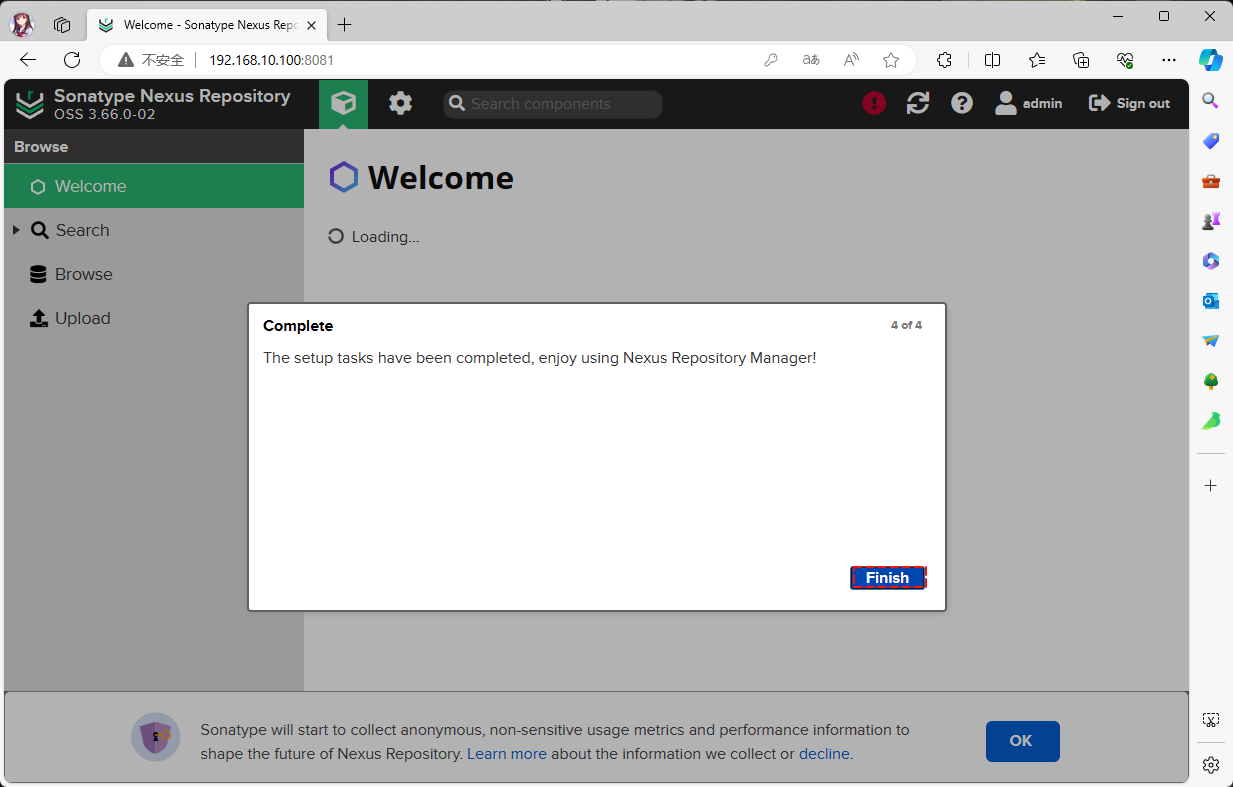 Welcome - Sonatype Nexus Repo
不安全
192.168.10.100:8081
Sonatype Nexus Repository
OSS 3.66.0-02
Search components
admin
Sign out
Browse
Welcome
Search
Browse
Upload
Welcome
Loading...
Complete
4 of 4
The setup tasks have been completed, enjoy using Nexus Repository Manager!
Finish
Sonatype will start to collect anonymous, non-sensitive usage metrics and performance information to
shape the future of Nexus Repository. Learn more about the information we collect or decline.
OK